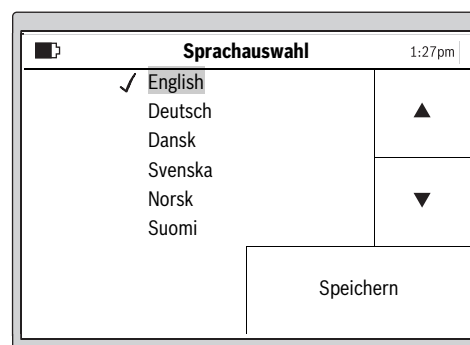 Sprachauswahl 1:27pm
English
Deutsch
Dansk
Svenska
Norsk
Suomi
Speichern